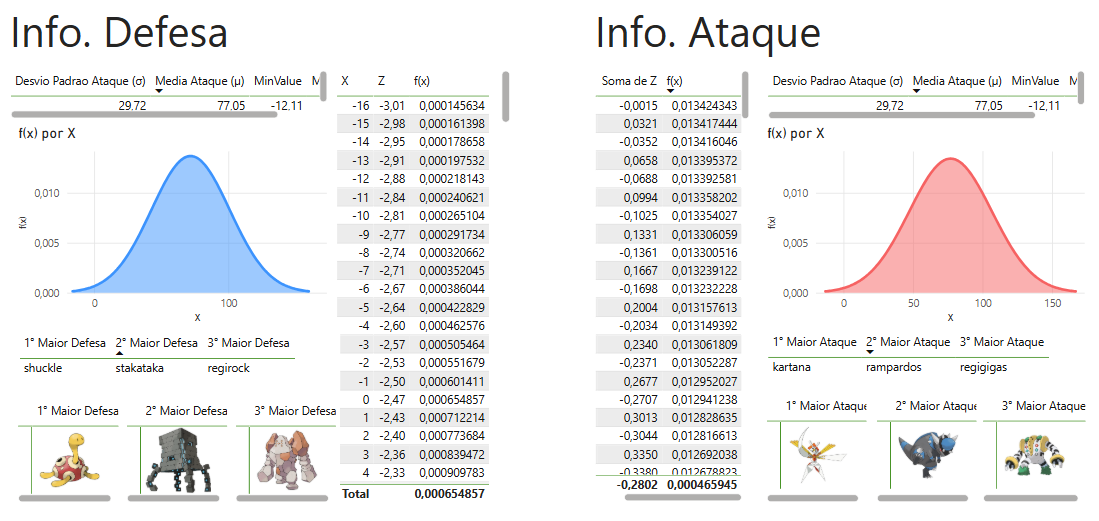 Info. Defesa
Desvio Padrao Ataque (σ) Media Ataque (μ) MinValue M
29,72 77,05 -12,11
f(x) por X
0,010
0,005
0,000
f(x)
0 100
X
1° Maior Defesa 2° Maior Defesa 3° Maior Defesa
shuckle stakataka regirock
1° Maior Defesa
2° Maior Defesa
3° Maior Defesa
X Z f(x)
-16 -3,01 0,000145634
-15 -2,98 0,000161398
-14 -2,95 0,000178658
-13 -2,91 0,000197532
-12 -2,88 0,000218143
-11 -2,84 0,000240621
-10 -2,81 0,000265104
-9 -2,77 0,000291734
-8 -2,74 0,000320662
-7 -2,71 0,000352045
-6 -2,67 0,000386044
-5 -2,64 0,000422829
-4 -2,60 0,000462576
-3 -2,57 0,000505464
-2 -2,53 0,000551679
-1 -2,50 0,000601411
0 -2,47 0,000654857
1 -2,43 0,000712214
2 -2,40 0,000773684
3 -2,36 0,000839472
4 -2,33 0,000909783
Total 0,000654857
Info. Ataque
Soma de Z f(x)
-0,0015 0,013424343
0,0321 0,013417444
-0,0352 0,013416046
0,0658 0,013395372
-0,0688 0,013392581
0,0994 0,013358202
-0,1025 0,013354027
0,1331 0,013306059
-0,1361 0,013300516
0,1667 0,013239122
-0,1698 0,013232228
0,2004 0,013157613
-0,2034 0,013149392
0,2340 0,013061809
-0,2371 0,013052287
0,2677 0,012952027
-0,2707 0,012941238
0,3013 0,012828635
-0,3044 0,012816613
0,3350 0,012692038
-0,3380 0,012678823
-0,2802 0,000465945
Desvio Padrao Ataque (σ) Media Ataque (μ) MinValue
29,72 77,05 -12,11
f(x) por X
0,010
0,005
0,000
f(x)
0 50 100 150
X
1° Maior Ataque 2° Maior Ataque 3° Maior Ataque
kartana rampardos regigigas
1° Maior Ataque
2° Maior Ataque
3° Maior Ataque